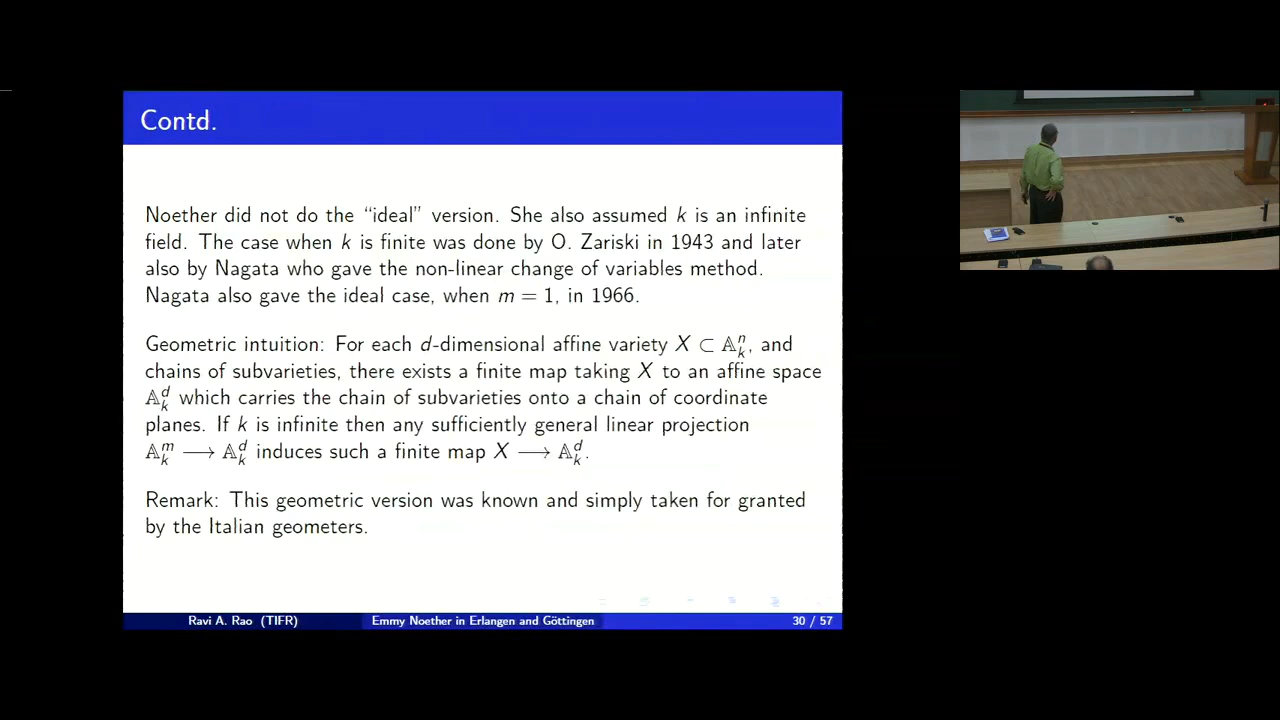 Contd.
Noether did not do the “ideal” version. She also assumed k is an infinite
field. The case when k is finite was done by O. Zariski in 1943 and later
also by Nagata who gave the non-linear change of variables method.
Nagata also gave the ideal case, when m = 1, in 1966.
Geometric intuition: For each d-dimensional affine variety X ⊂ 𝔸ⁿₖ, and
chains of subvarieties, there exists a finite map taking X to an affine space
𝔸ᵈₖ which carries the chain of subvarieties onto a chain of coordinate
planes. If k is infinite then any sufficiently general linear projection
𝔸ᵐₖ ⟶ 𝔸ᵈₖ induces such a finite map X ⟶ 𝔸ᵈₖ.
Remark: This geometric version was known and simply taken for granted
by the Italian geometers.
Ravi A. Rao (TIFR) Emmy Noether in Erlangen and Göttingen 30 / 57